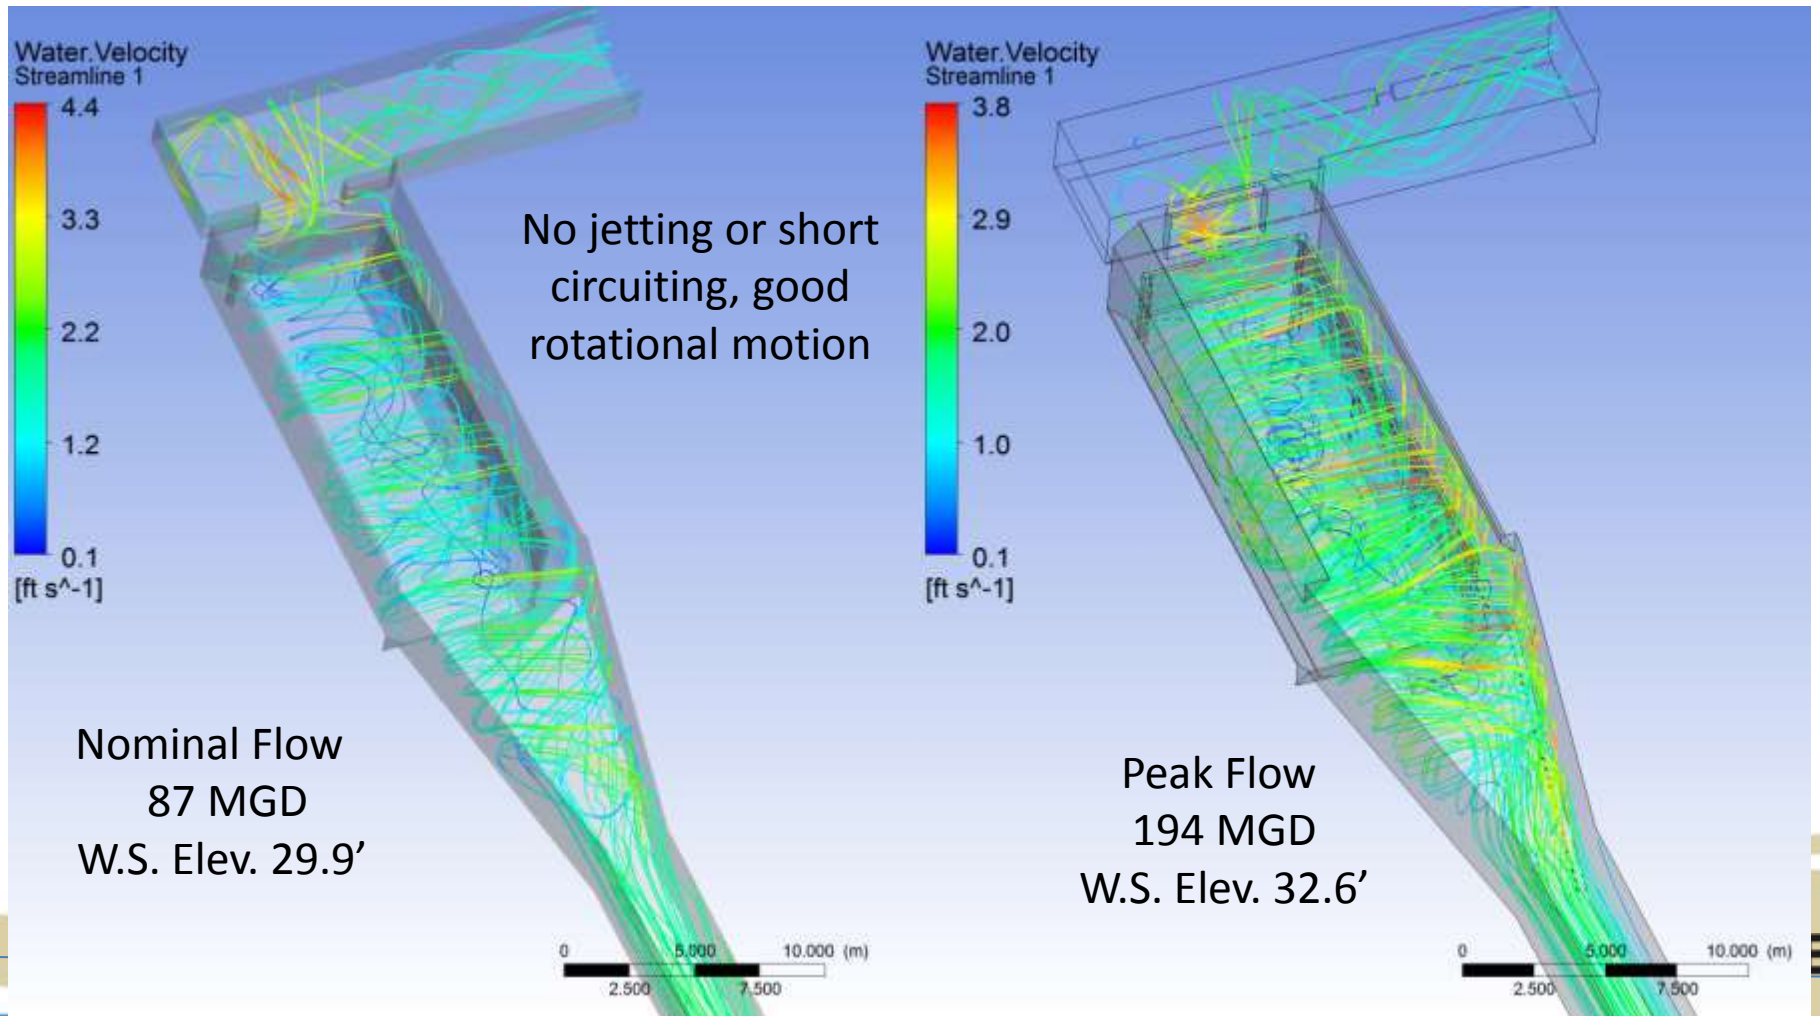 Water.Velocity
Streamline 1
4.4
3.3
2.2
1.2
0.1
[ft s^-1]
No jetting or short
circuiting, good
rotational motion
Nominal Flow
87 MGD
W.S. Elev. 29.9’
0 5.000 10.000 (m)
2.500 7.500
Water.Velocity
Streamline 1
3.8
2.9
2.0
1.0
0.1
[ft s^-1]
Peak Flow
194 MGD
W.S. Elev. 32.6’
0 5.000 10.000 (m)
2.500 7.500